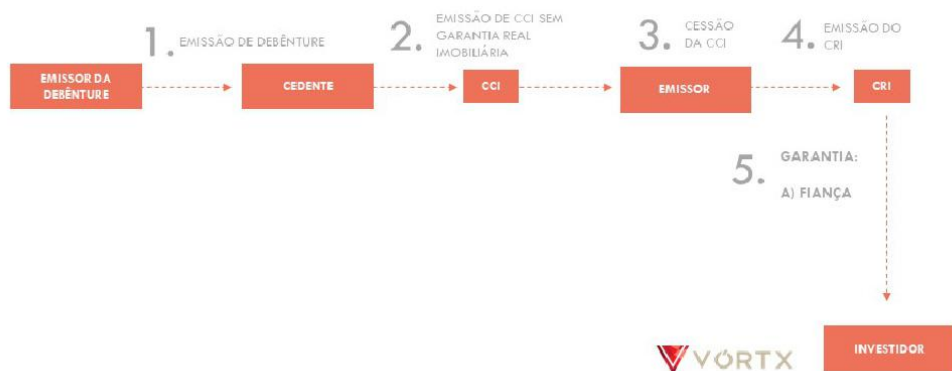 1. EMISSÃO DE DEBÊNTURE
2. EMISSÃO DE CCI SEM
GARANTIA REAL
IMOBILIÁRIA
3. CESSÃO
DA CCI
4. EMISSÃO DO
CRI
EMISSOR DA
DEBÊNTURE
CEDENTE
CCI
EMISSOR
CRI
5. GARANTIA:
A) FIANÇA
VÓRTX
INVESTIDOR